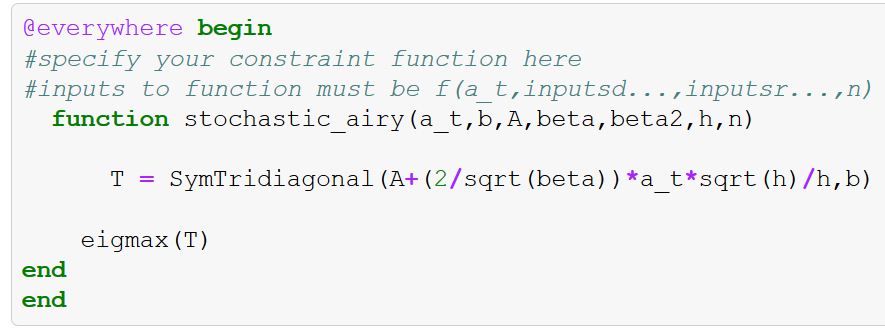 @everywhere begin
#specify your constraint function here
#inputs to function must be f(a_t,inputsd...,inputsr...,n)
function stochastic_airy(a_t,b,A,beta,beta2,h,n)
T = SymTridiagonal(A+(2/sqrt(beta))*a_t*sqrt(h)/h,b)
eigmax(T)
end
end